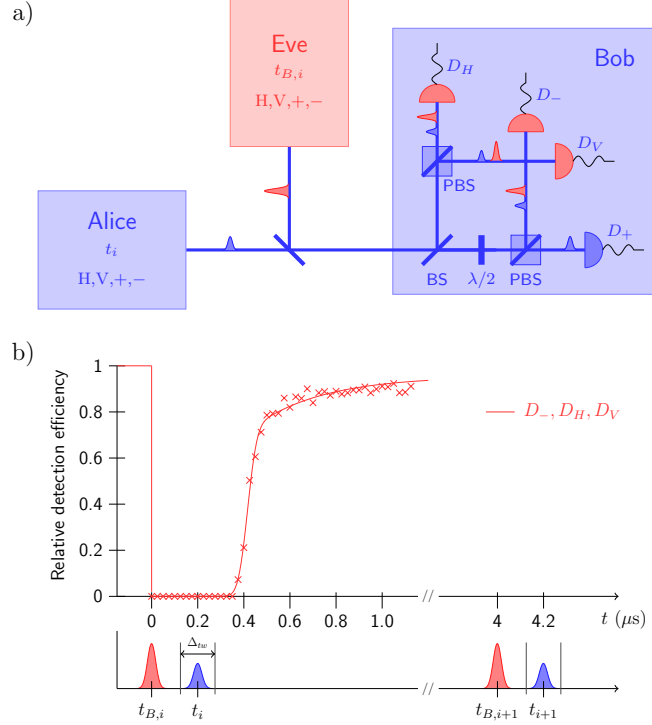 a)
Eve
t_{B,i}
H,V,+,−
Alice
t_i
H,V,+,−
Bob
D_H
D_−
D_V
D_+
PBS
BS
λ/2
PBS
b)
Relative detection efficiency
1
0.8
0.6
0.4
0.2
0
D_−, D_H, D_V
0
0.2
0.4
0.6
0.8
1.0
//
4
4.2
t (µs)
Δ_{tw}
//
t_{B,i}
t_i
t_{B,i+1}
t_{i+1}